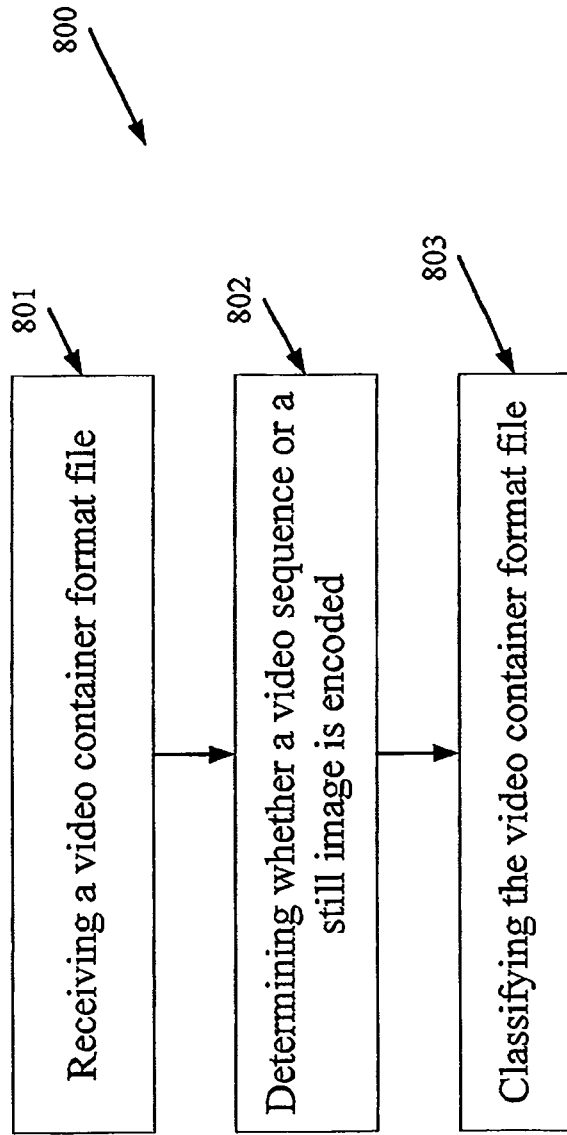 800
801
Receiving a video container format file
802
Determining whether a video sequence or a
still image is encoded
803
Classifying the video container format file